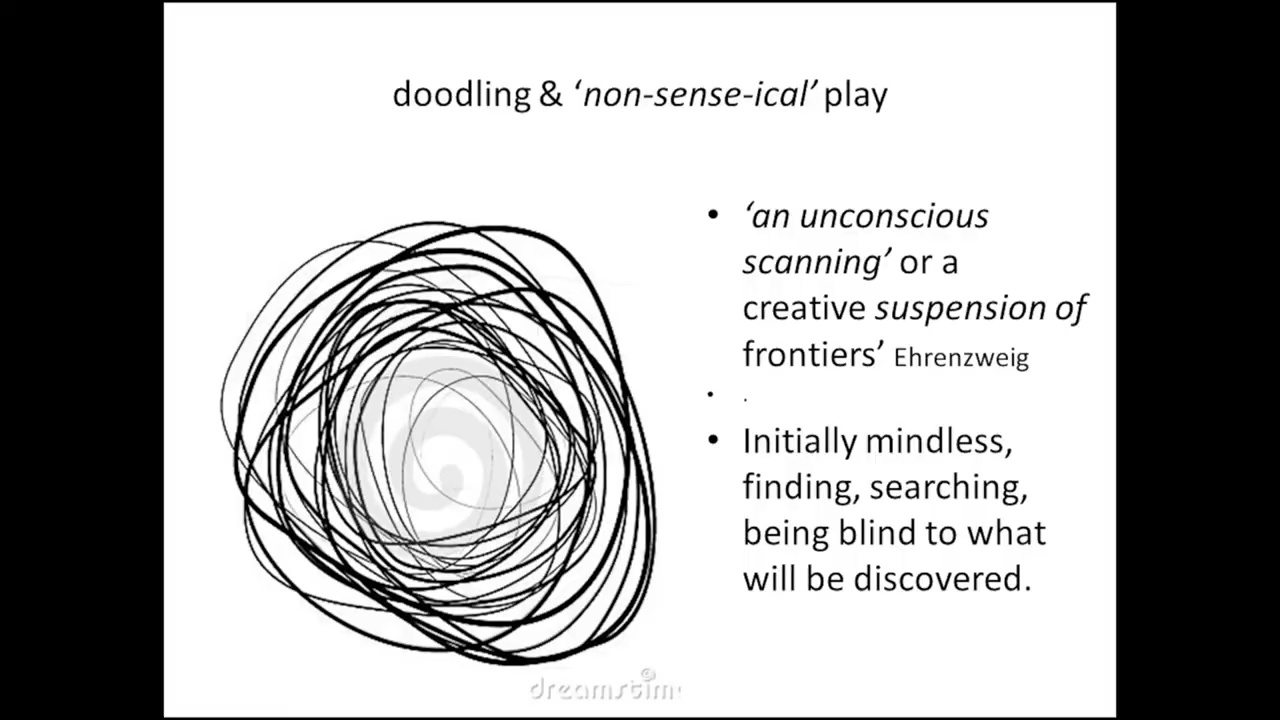 doodling & ‘non-sense-ical’ play
• ‘an unconscious
scanning’ or a
creative suspension of
frontiers’ Ehrenzweig
• .
• Initially mindless,
finding, searching,
being blind to what
will be discovered.
dreamstim